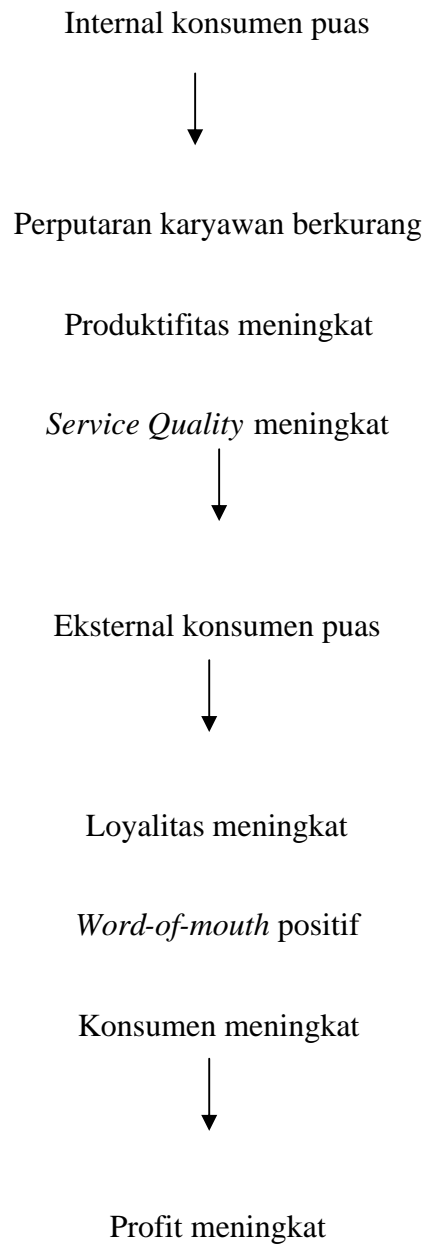 Internal konsumen puas
Perputaran karyawan berkurang
Produktifitas meningkat
Service Quality meningkat
Eksternal konsumen puas
Loyalitas meningkat
Word-of-mouth positif
Konsumen meningkat
Profit meningkat